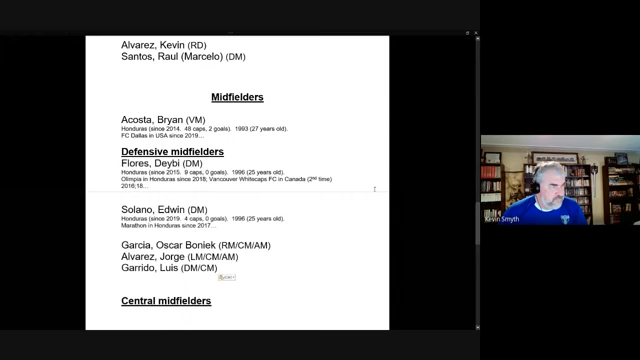 Alvarez, Kevin (RD)
Santos, Raul (Marcelo) (DM)
Midfielders
Acosta, Bryan (VM)
Honduras (since 2014. 48 caps, 2 goals). 1993 (27 years old).
FC Dallas in USA since 2019...
Defensive midfielders
Flores, Deybi (DM)
Honduras (since 2015. 9 caps, 0 goals). 1996 (25 years old).
Olimpia in Honduras since 2018; Vancouver Whitecaps FC in Canada (2nd time)
2016;18...
Solano, Edwin (DM)
Honduras (since 2019. 4 caps, 0 goals). 1996 (25 years old).
Marathon in Honduras since 2017...
Garcia, Oscar Boniek (RM/CM/AM)
Alvarez, Jorge (LM/CM/AM)
Garrido, Luis (DM/CM)
Central midfielders
Kevin Smyth